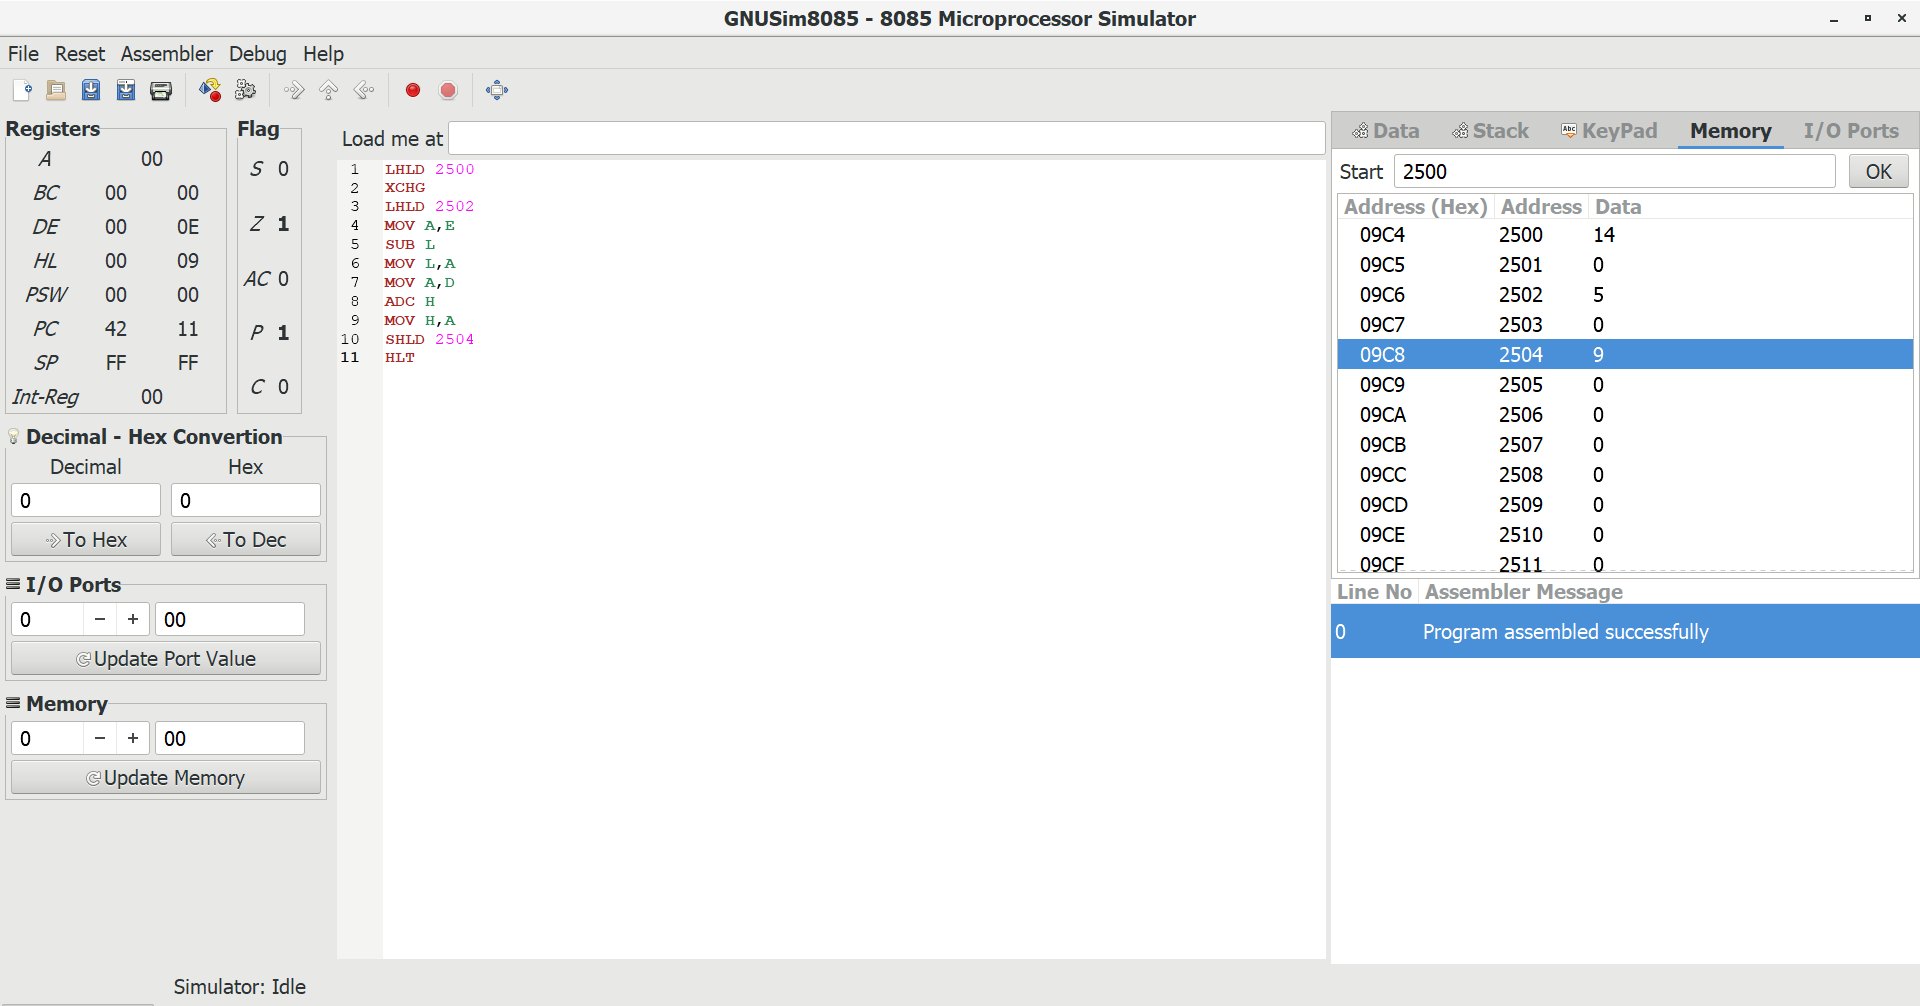 GNUSim8085 - 8085 Microprocessor Simulator
File Reset Assembler Debug Help
Registers
A 00
BC 00 00
DE 00 0E
HL 00 09
PSW 00 00
PC 42 11
SP FF FF
Int-Reg 00
Flag
S 0
Z 1
AC 0
P 1
C 0
Decimal - Hex Convertion
Decimal Hex
0 0
To Hex To Dec
I/O Ports
0 − + 00
Update Port Value
Memory
0 − + 00
Update Memory
Load me at
1 LHLD 2500
2 XCHG
3 LHLD 2502
4 MOV A,E
5 SUB L
6 MOV L,A
7 MOV A,D
8 ADC H
9 MOV H,A
10 SHLD 2504
11 HLT
Data Stack Abc KeyPad Memory I/O Ports
Start 2500 OK
Address (Hex) Address Data
09C4 2500 14
09C5 2501 0
09C6 2502 5
09C7 2503 0
09C8 2504 9
09C9 2505 0
09CA 2506 0
09CB 2507 0
09CC 2508 0
09CD 2509 0
09CE 2510 0
09CF 2511 0
Line No Assembler Message
0 Program assembled successfully
Simulator: Idle